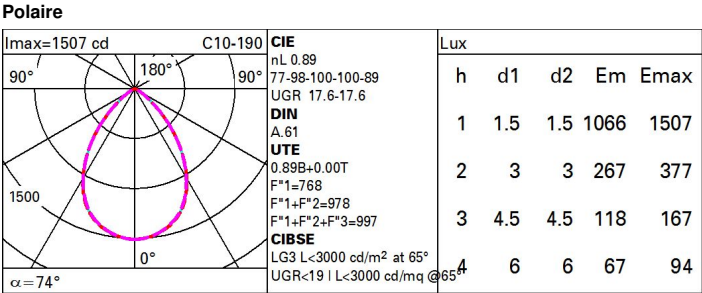 Polaire
Imax=1507 cd C10-190
90° 180° 90°
1500
0°
α=74°
CIE
nL 0.89
77-98-100-100-89
UGR 17.6-17.6
DIN
A.61
UTE
0.89B+0.00T
F"1=768
F"1+F"2=978
F"1+F"2+F"3=997
CIBSE
LG3 L<3000 cd/m² at 65°
UGR<19 | L<3000 cd/mq @65°
Lux
h d1 d2 Em Emax
1 1.5 1.5 1066 1507
2 3 3 267 377
3 4.5 4.5 118 167
4 6 6 67 94